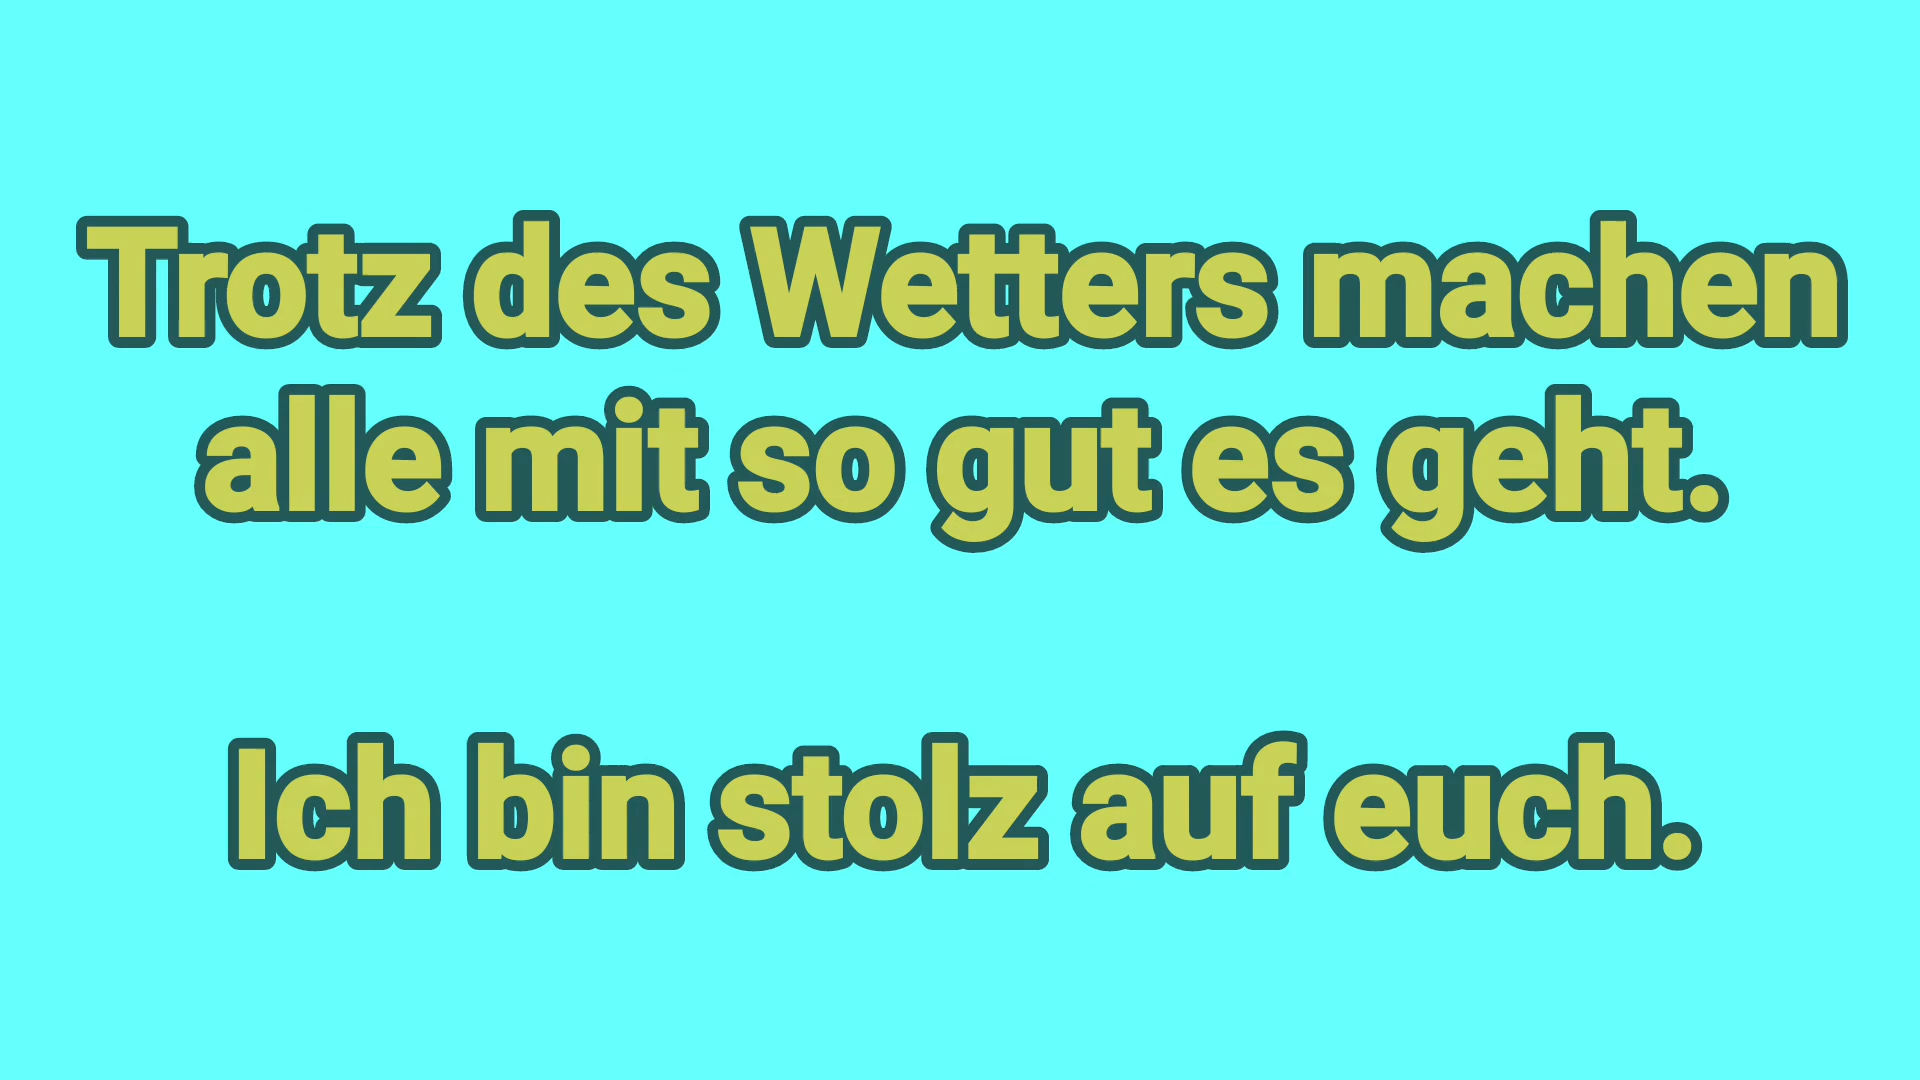 Trotz des Wetters machen
alle mit so gut es geht.
Ich bin stolz auf euch.